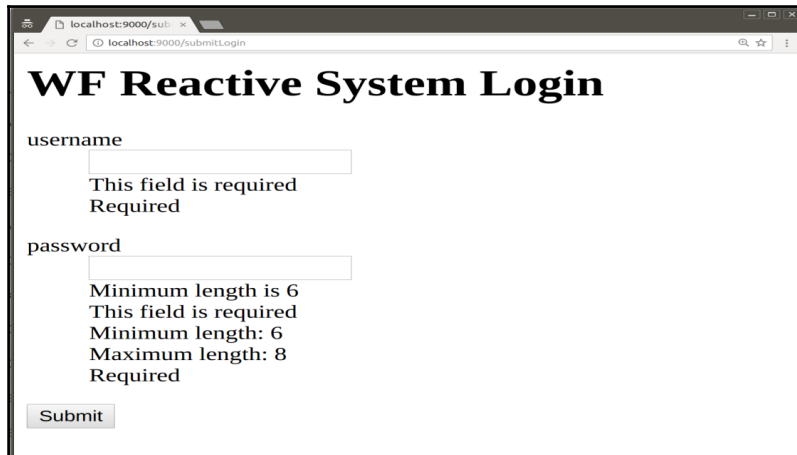 localhost:9000/sub
localhost:9000/submitLogin
WF Reactive System Login
username
This field is required
Required
password
Minimum length is 6
This field is required
Minimum length: 6
Maximum length: 8
Required
Submit